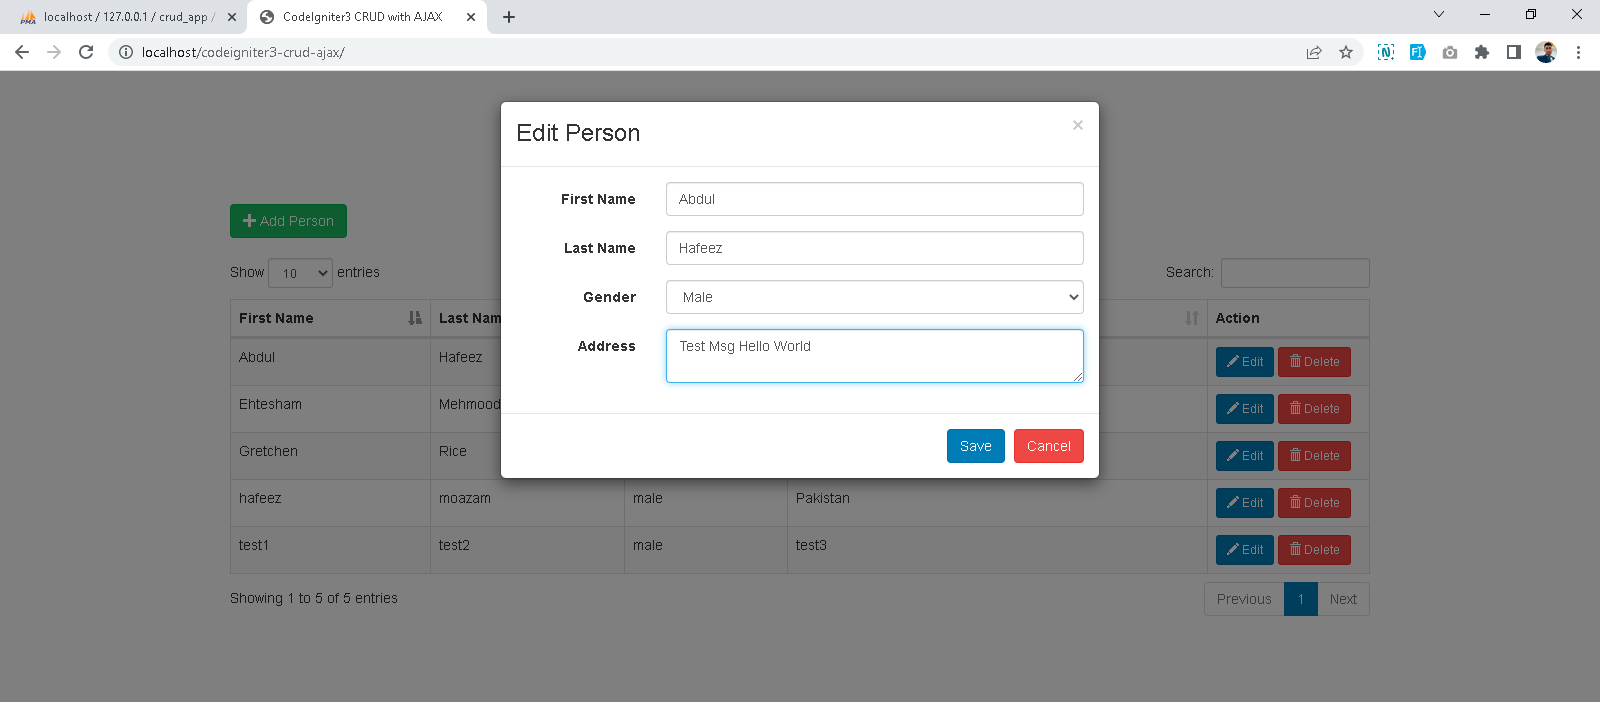 localhost / 127.0.0.1 / crud_app /
CodeIgniter3 CRUD with AJAX
localhost/codeigniter3-crud-ajax/
Edit Person
×
First Name Abdul
Last Name Hafeez
Gender Male
Address Test Msg Hello World
Save Cancel
Add Person
Show 10 entries
Search:
First Name Last Nam Action
Abdul Hafeez Edit Delete
Ehtesham Mehmood Edit Delete
Gretchen Rice Edit Delete
hafeez moazam male Pakistan Edit Delete
test1 test2 male test3 Edit Delete
Showing 1 to 5 of 5 entries
Previous 1 Next